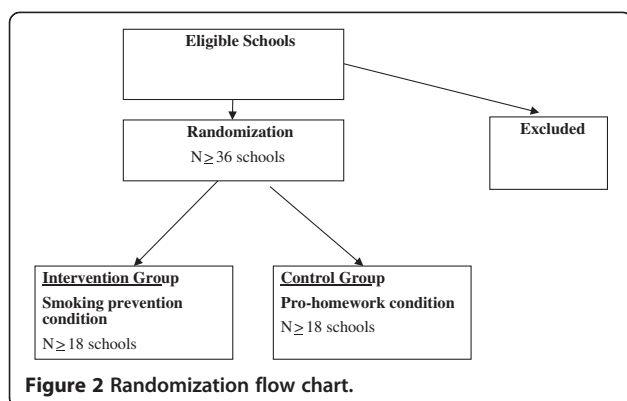 Eligible Schools
Randomization
N≥36 schools
Excluded
Intervention Group
Smoking prevention
condition
N≥18 schools
Control Group
Pro-homework condition
N≥18 schools
Figure 2 Randomization flow chart.